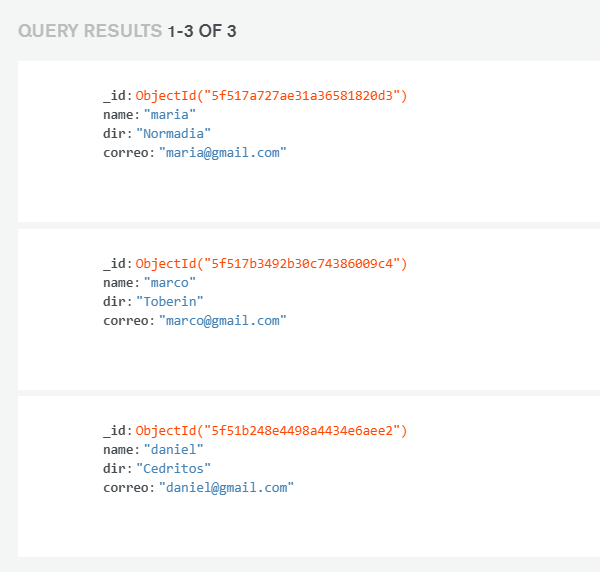 QUERY RESULTS 1-3 OF 3
_id: ObjectId("5f517a727ae31a36581820d3")
name: "maria"
dir: "Normadia"
correo: "maria@gmail.com"
_id: ObjectId("5f517b3492b30c74386009c4")
name: "marco"
dir: "Toberin"
correo: "marco@gmail.com"
_id: ObjectId("5f51b248e4498a4434e6aee2")
name: "daniel"
dir: "Cedritos"
correo: "daniel@gmail.com"